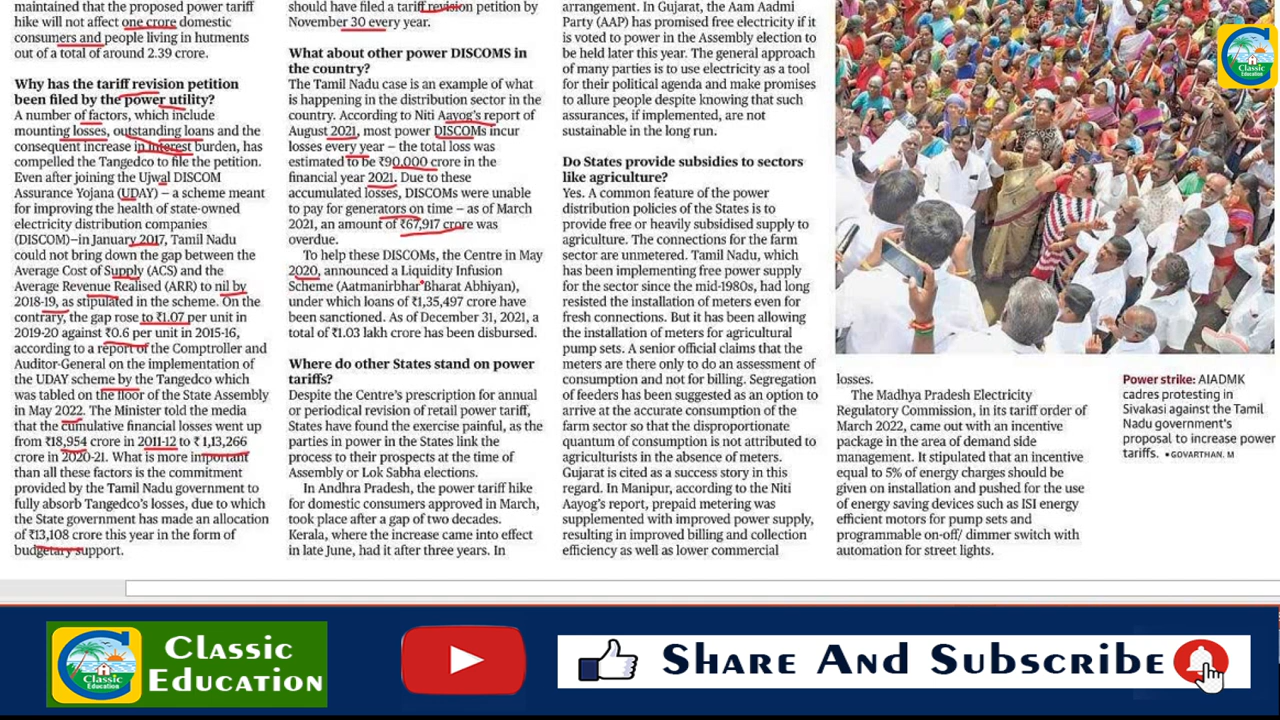 maintained that the proposed power tariff
hike will not affect one crore domestic
consumers and people living in hutments
out of a total of around 2.39 crore.
Why has the tariff revision petition
been filed by the power utility?
A number of factors, which include
mounting losses, outstanding loans and the
consequent increase in interest burden, has
compelled the Tangedco to file the petition.
Even after joining the Ujwal DISCOM
Assurance Yojana (UDAY) – a scheme meant
for improving the health of state-owned
electricity distribution companies
(DISCOM)–in January 2017, Tamil Nadu
could not bring down the gap between the
Average Cost of Supply (ACS) and the
Average Revenue Realised (ARR) to nil by
2018-19, as stipulated in the scheme. On the
contrary, the gap rose to ₹1.07 per unit in
2019-20 against ₹0.6 per unit in 2015-16,
according to a report of the Comptroller and
Auditor-General on the implementation of
the UDAY scheme by the Tangedco which
was tabled on the floor of the State Assembly
in May 2022. The Minister told the media
that the cumulative financial losses went up
from ₹18,954 crore in 2011-12 to ₹ 1,13,266
crore in 2020-21. What is more important
than all these factors is the commitment
provided by the Tamil Nadu government to
fully absorb Tangedco's losses, due to which
the State government has made an allocation
of ₹13,108 crore this year in the form of
budgetary support.
should have filed a tariff revision petition by
November 30 every year.
What about other power DISCOMS in
the country?
The Tamil Nadu case is an example of what
is happening in the distribution sector in the
country. According to Niti Aayog's report of
August 2021, most power DISCOMs incur
losses every year – the total loss was
estimated to be ₹90,000 crore in the
financial year 2021. Due to these
accumulated losses, DISCOMs were unable
to pay for generators on time – as of March
2021, an amount of ₹67,917 crore was
overdue.
To help these DISCOMs, the Centre in May
2020, announced a Liquidity Infusion
Scheme (Aatmanirbhar Bharat Abhiyan),
under which loans of ₹1,35,497 crore have
been sanctioned. As of December 31, 2021, a
total of ₹1.03 lakh crore has been disbursed.
Where do other States stand on power
tariffs?
Despite the Centre's prescription for annual
or periodical revision of retail power tariff,
States have found the exercise painful, as the
parties in power in the States link the
process to their prospects at the time of
Assembly or Lok Sabha elections.
In Andhra Pradesh, the power tariff hike
for domestic consumers approved in March,
took place after a gap of two decades.
Kerala, where the increase came into effect
in late June, had it after three years. In
arrangement. In Gujarat, the Aam Aadmi
Party (AAP) has promised free electricity if it
is voted to power in the Assembly election to
be held later this year. The general approach
of many parties is to use electricity as a tool
for their political agenda and make promises
to allure people despite knowing that such
assurances, if implemented, are not
sustainable in the long run.
Do States provide subsidies to sectors
like agriculture?
Yes. A common feature of the power
distribution policies of the States is to
provide free or heavily subsidised supply to
agriculture. The connections for the farm
sector are unmetered. Tamil Nadu, which
has been implementing free power supply
for the sector since the mid-1980s, had long
resisted the installation of meters even for
fresh connections. But it has been allowing
the installation of meters for agricultural
pump sets. A senior official claims that the
meters are there only to do an assessment of
consumption and not for billing. Segregation
of feeders has been suggested as an option to
arrive at the accurate consumption of the
farm sector so that the disproportionate
quantum of consumption is not attributed to
agriculturists in the absence of meters.
Gujarat is cited as a success story in this
regard. In Manipur, according to the Niti
Aayog's report, prepaid metering was
supplemented with improved power supply,
resulting in improved billing and collection
efficiency as well as lower commercial
losses.
The Madhya Pradesh Electricity
Regulatory Commission, in its tariff order of
March 2022, came out with an incentive
package in the area of demand side
management. It stipulated that an incentive
equal to 5% of energy charges should be
given on installation and pushed for the use
of energy saving devices such as ISI energy
efficient motors for pump sets and
programmable on-off/ dimmer switch with
automation for street lights.
Power strike: AIADMK
cadres protesting in
Sivakasi against the Tamil
Nadu government's
proposal to increase power
tariffs. • GOVARTHAN. M
Classic
Education
Classic
Education
Classic
Education
Share And Subscribe